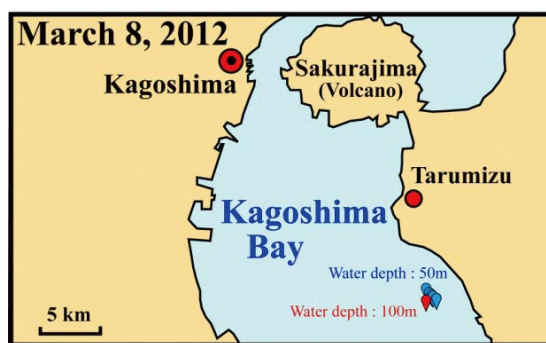 March 8, 2012
Kagoshima
Sakurajima
(Volcano)
Tarumizu
Kagoshima
Bay
Water depth : 50m
Water depth : 100m
5 km